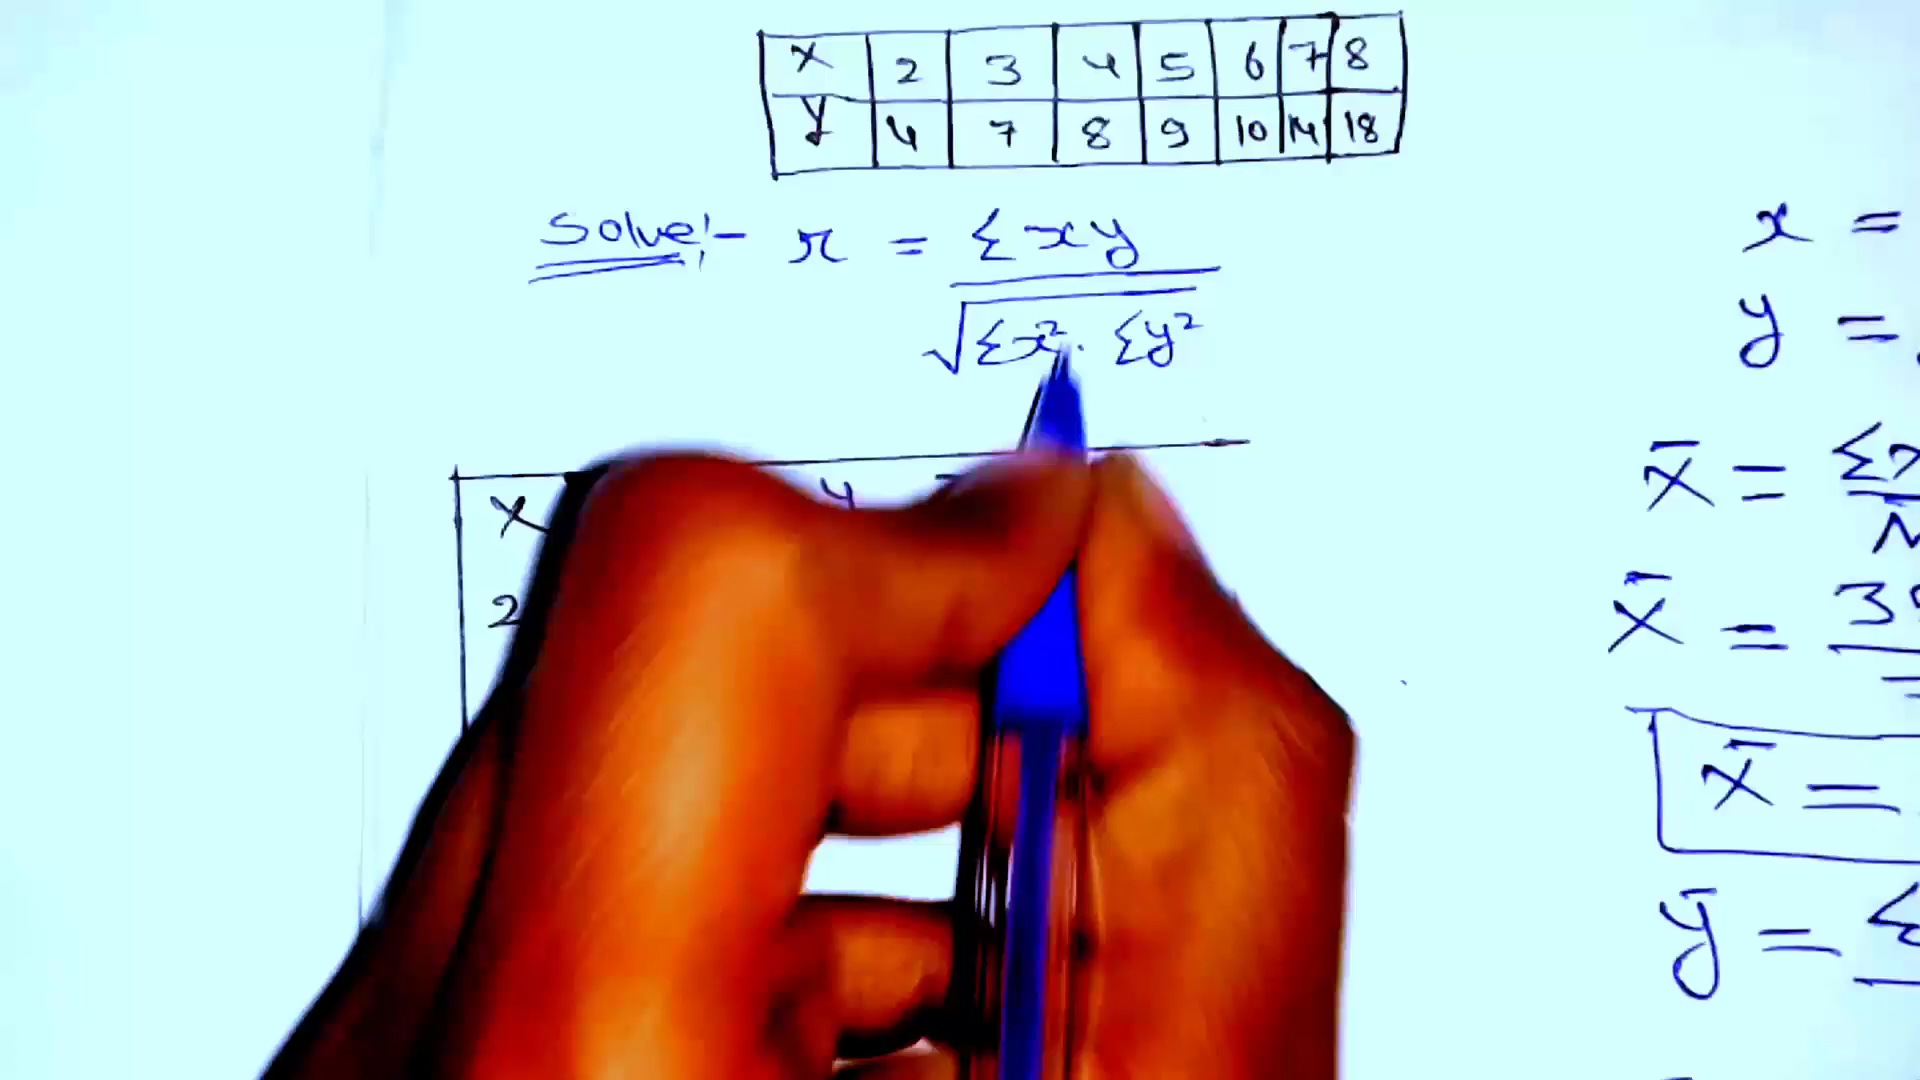 X 2 3 4 5 6 7 8
y 4 7 8 9 10 14 18
Solve:- r = Σxy
√Σx² . Σy²
X
2
x =
y =
X̄ =
N
X̄ =
X̄ =
ȳ =